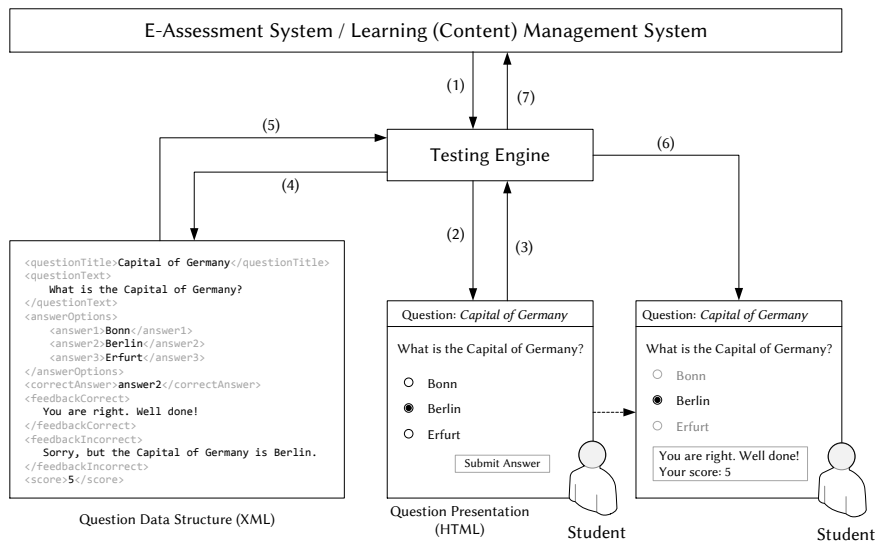 E-Assessment System / Learning (Content) Management System
(1)
(7)
(5)
Testing Engine
(6)
(4)
(2)
(3)
<questionTitle>Capital of Germany</questionTitle>
<questionText>
What is the Capital of Germany?
</questionText>
<answerOptions>
<answer1>Bonn</answer1>
<answer2>Berlin</answer2>
<answer3>Erfurt</answer3>
</answerOptions>
<correctAnswer>answer2</correctAnswer>
<feedbackCorrect>
You are right. Well done!
</feedbackCorrect>
<feedbackIncorrect>
Sorry, but the Capital of Germany is Berlin.
</feedbackIncorrect>
<score>5</score>
Question Data Structure (XML)
Question: Capital of Germany
What is the Capital of Germany?
Bonn
Berlin
Erfurt
Submit Answer
Question Presentation
(HTML)
Student
Question: Capital of Germany
What is the Capital of Germany?
Bonn
Berlin
Erfurt
You are right. Well done!
Your score: 5
Student